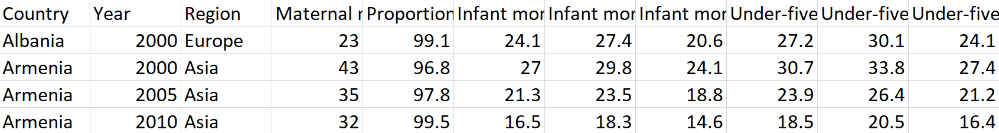 Country Year Region Maternal r Proportion Infant mor Infant mor Infant mor Under-five Under-five Under-five
Albania 2000 Europe 23 99.1 24.1 27.4 20.6 27.2 30.1 24.1
Armenia 2000 Asia 43 96.8 27 29.8 24.1 30.7 33.8 27.4
Armenia 2005 Asia 35 97.8 21.3 23.5 18.8 23.9 26.4 21.2
Armenia 2010 Asia 32 99.5 16.5 18.3 14.6 18.5 20.5 16.4